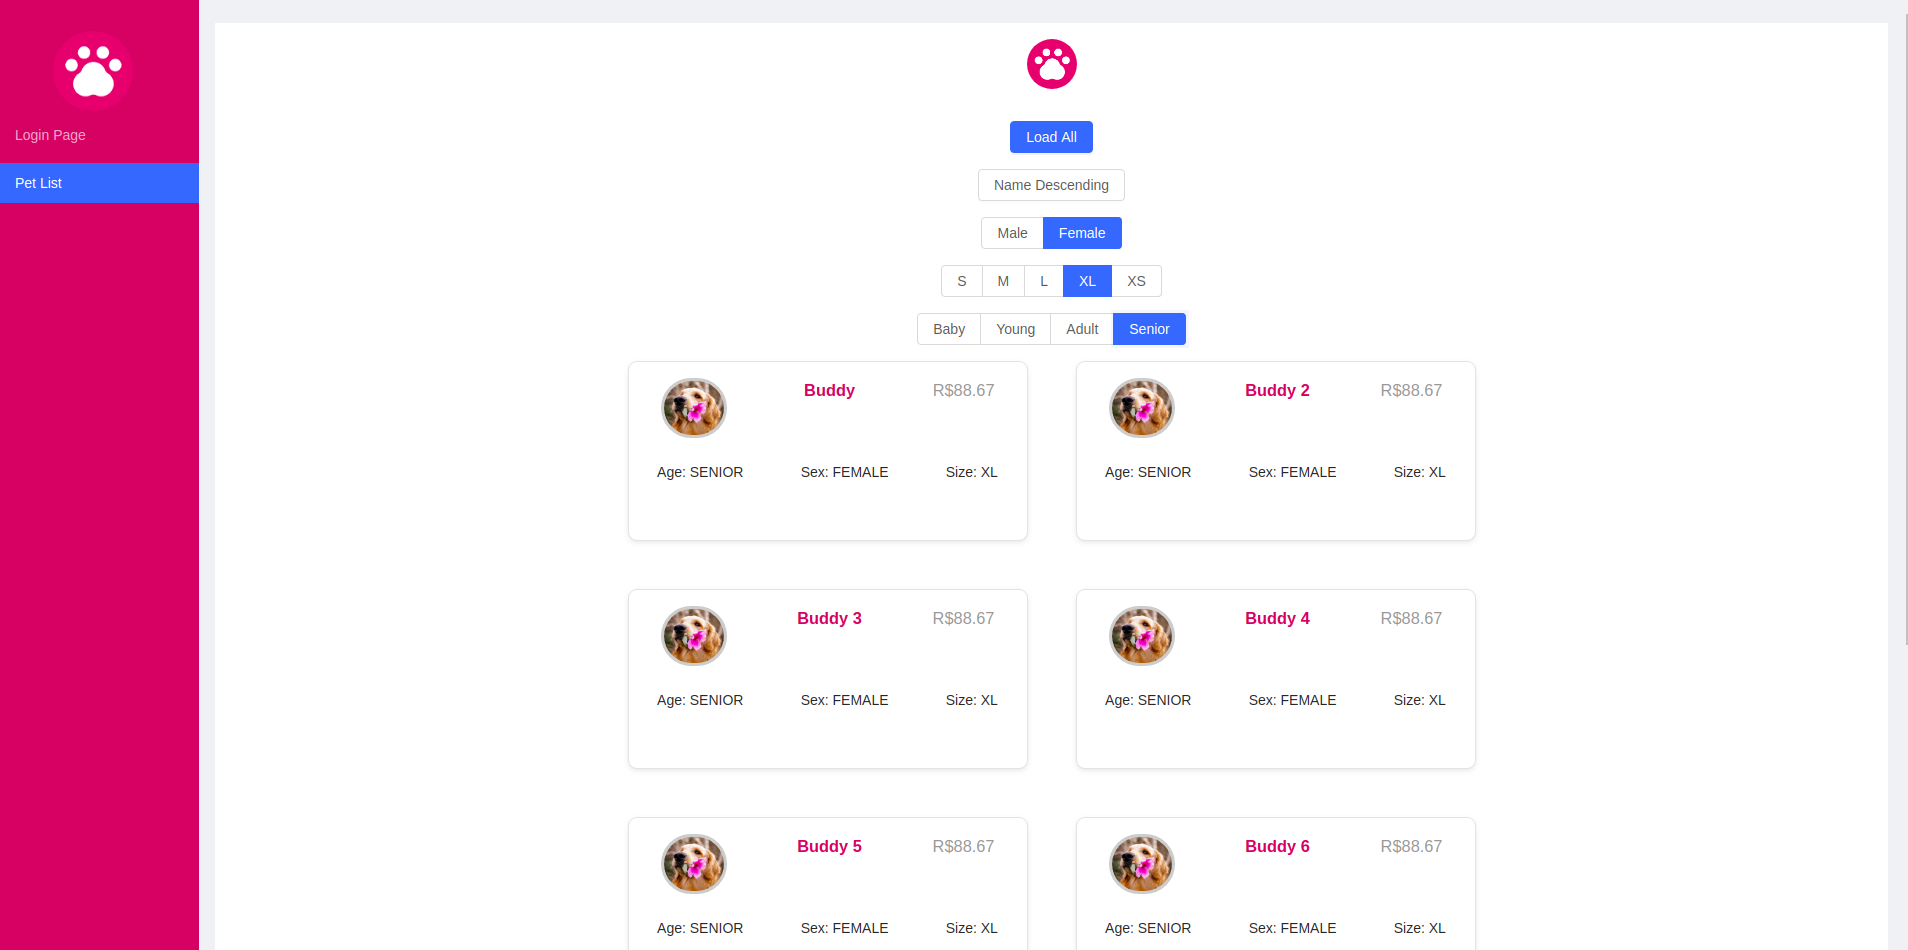 Login Page
Pet List
Load All
Name Descending
Male Female
S M L XL XS
Baby Young Adult Senior
Buddy R$88.67
Age: SENIOR Sex: FEMALE Size: XL
Buddy 2 R$88.67
Age: SENIOR Sex: FEMALE Size: XL
Buddy 3 R$88.67
Age: SENIOR Sex: FEMALE Size: XL
Buddy 4 R$88.67
Age: SENIOR Sex: FEMALE Size: XL
Buddy 5 R$88.67
Age: SENIOR Sex: FEMALE Size: XL
Buddy 6 R$88.67
Age: SENIOR Sex: FEMALE Size: XL